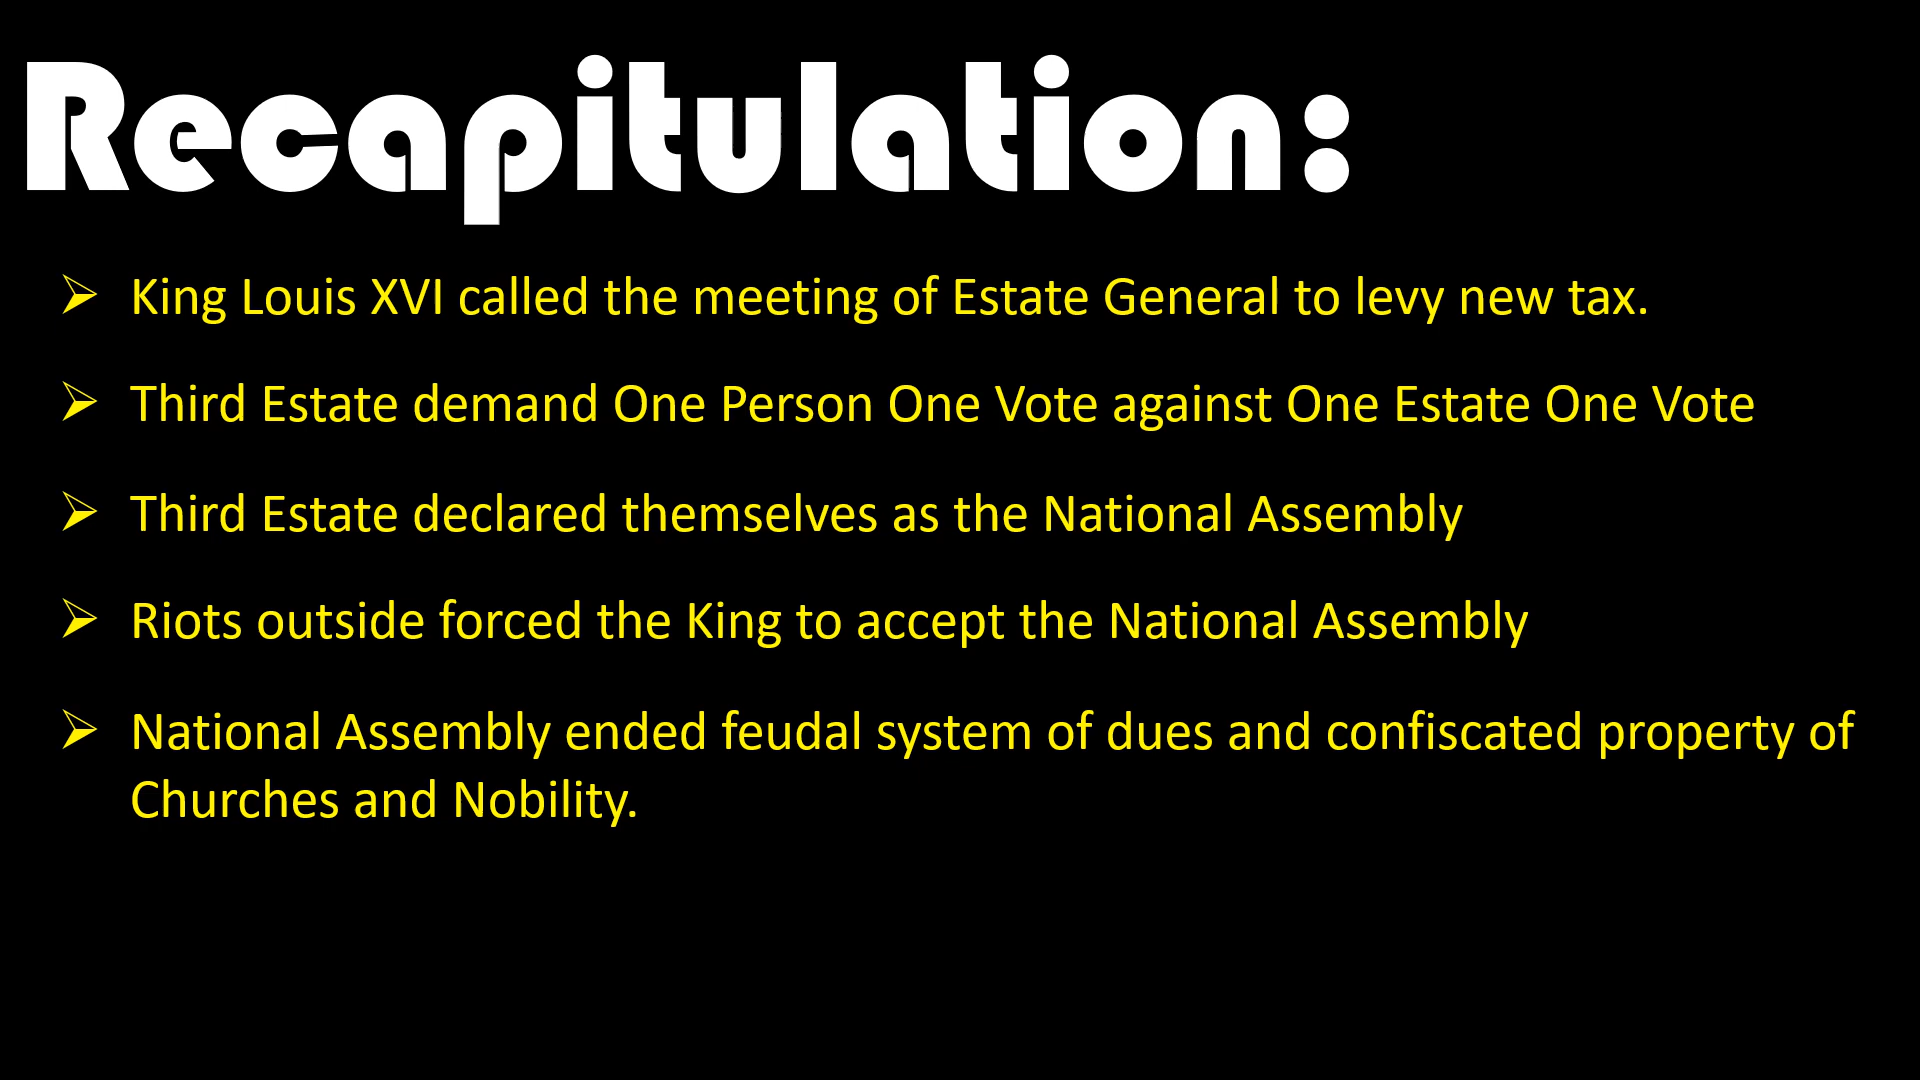 Recapitulation:
➢ King Louis XVI called the meeting of Estate General to levy new tax.
➢ Third Estate demand One Person One Vote against One Estate One Vote
➢ Third Estate declared themselves as the National Assembly
➢ Riots outside forced the King to accept the National Assembly
➢ National Assembly ended feudal system of dues and confiscated property of
Churches and Nobility.